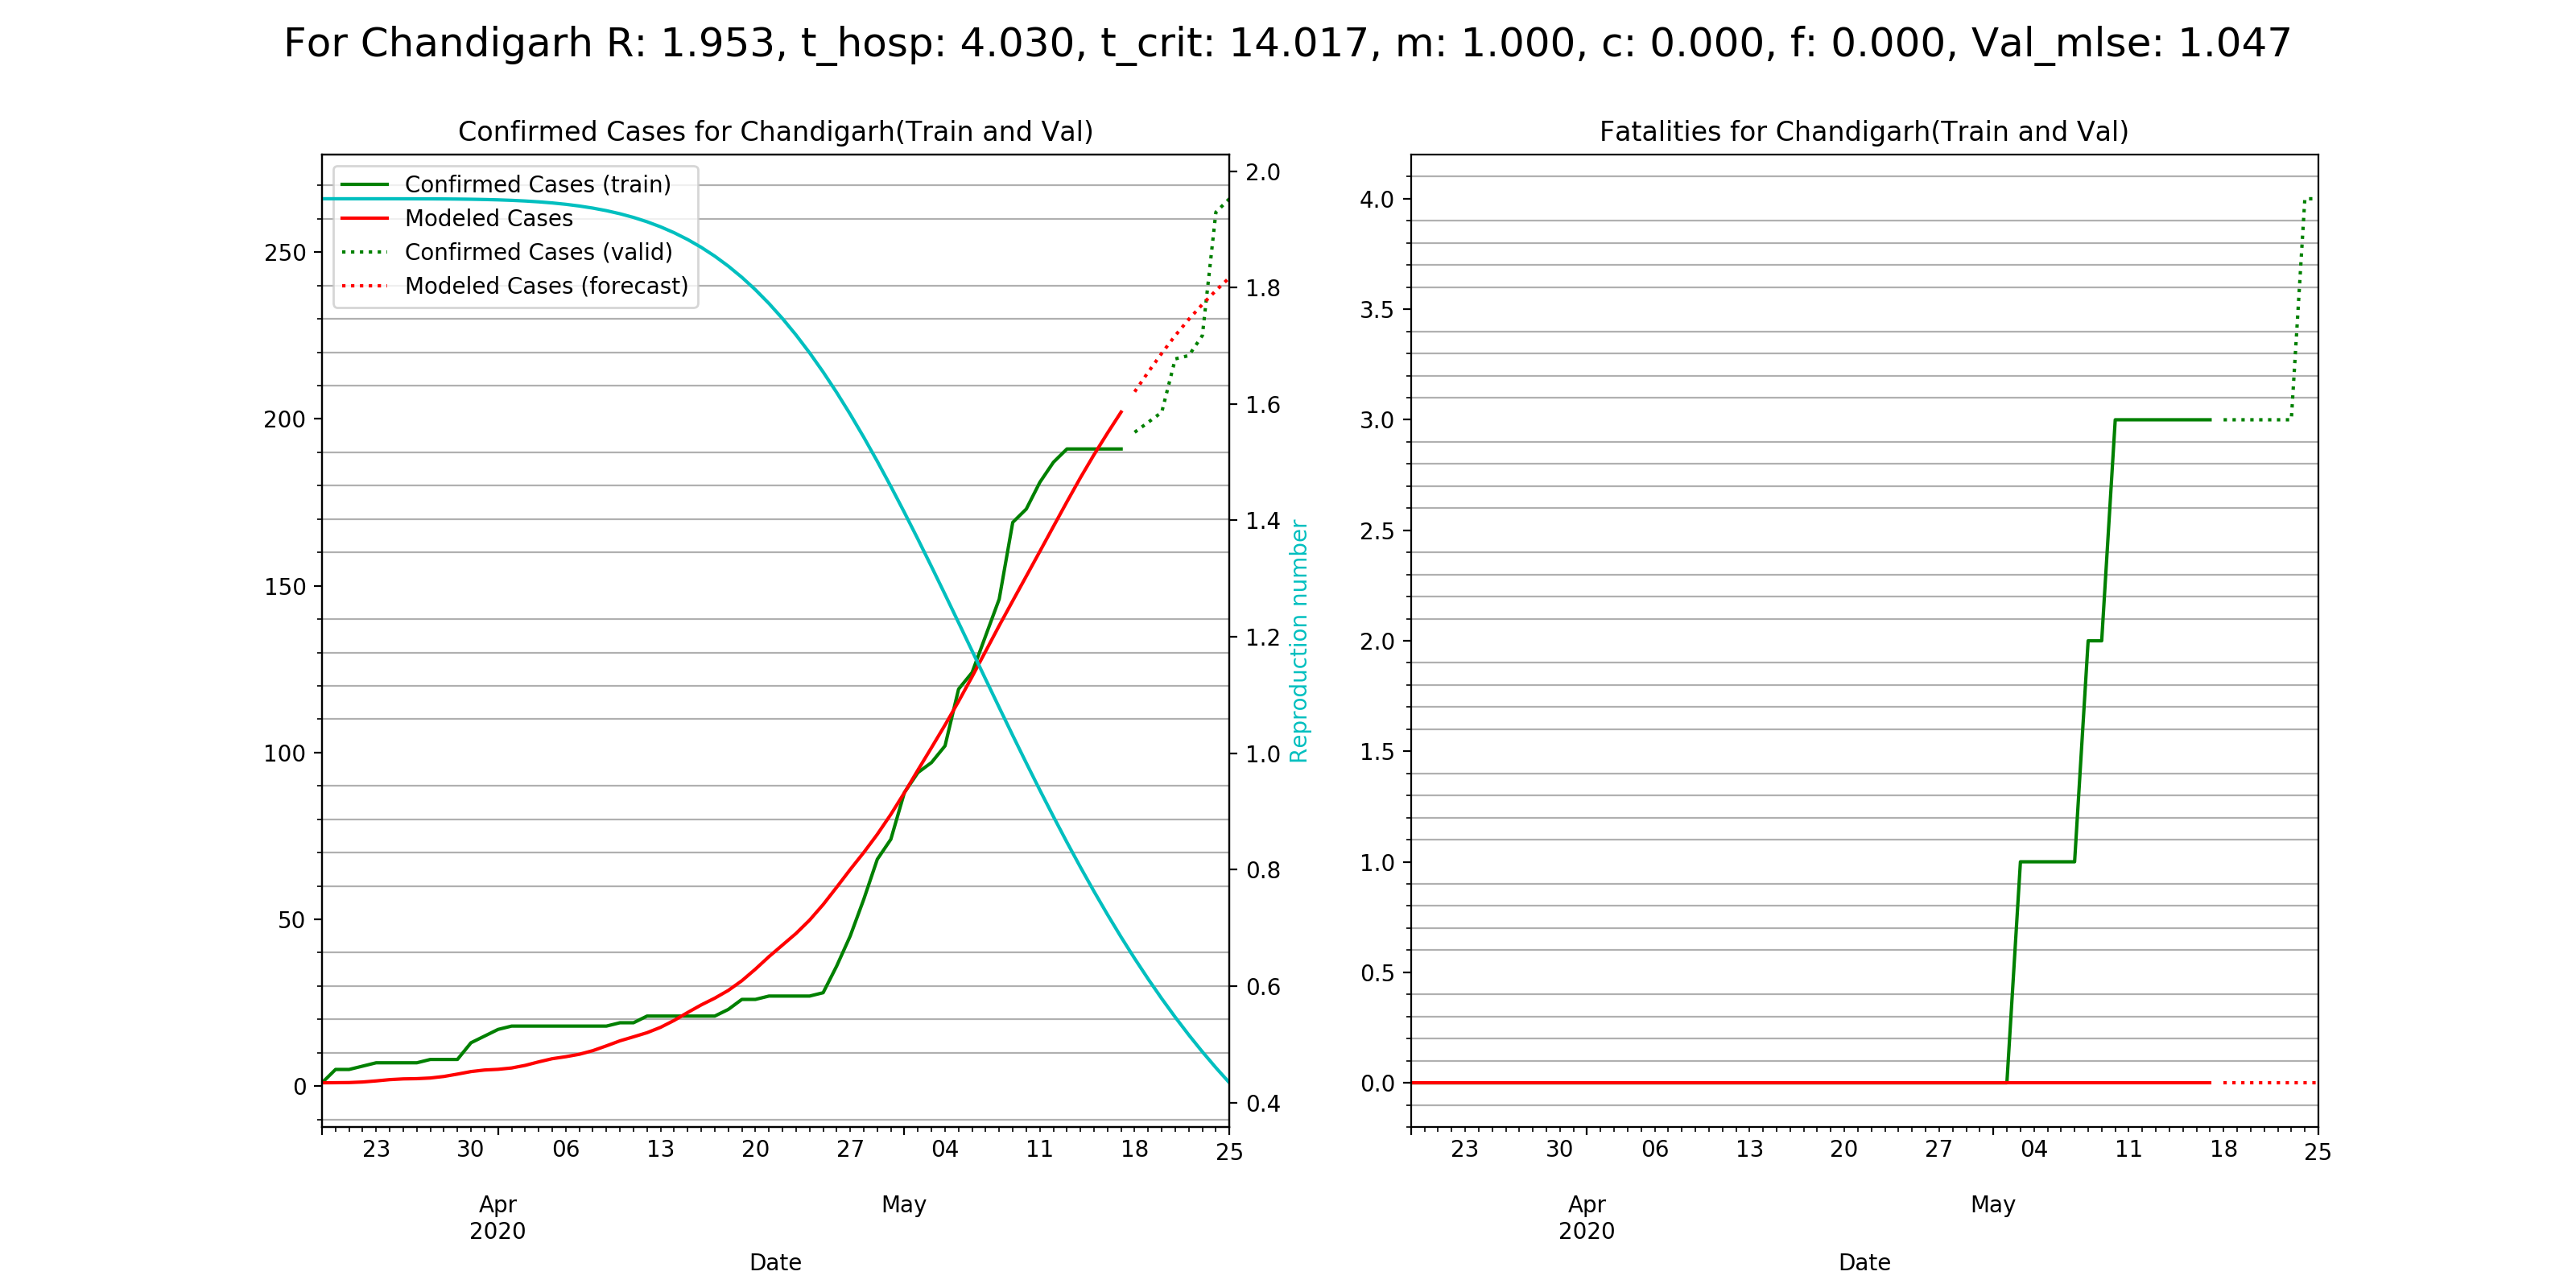 For Chandigarh R: 1.953, t_hosp: 4.030, t_crit: 14.017, m: 1.000, c: 0.000, f: 0.000, Val_mlse: 1.047
Confirmed Cases for Chandigarh(Train and Val)
Confirmed Cases (train)
Modeled Cases
Confirmed Cases (valid)
Modeled Cases (forecast)
250
200
150
100
50
0
2.0
1.8
1.6
1.4
1.2
1.0
0.8
0.6
0.4
Reproduction number
23 30 06 13 20 27 04 11 18 25
Apr May
2020
Date
Fatalities for Chandigarh(Train and Val)
4.0
3.5
3.0
2.5
2.0
1.5
1.0
0.5
0.0
23 30 06 13 20 27 04 11 18 25
Apr May
2020
Date